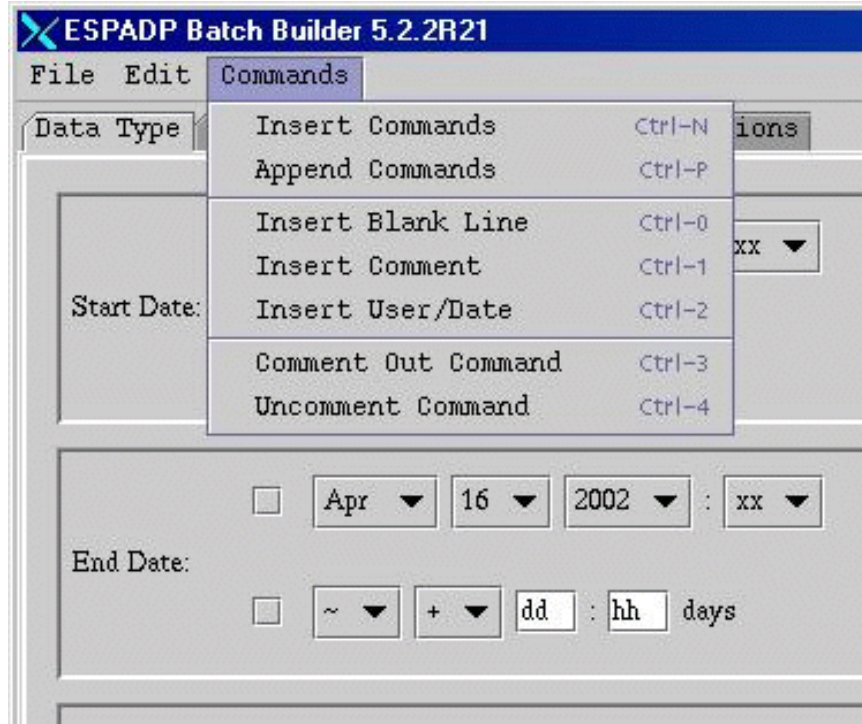 ESPADP Batch Builder 5.2.2R21
File Edit Commands
Data Type ions
Insert Commands Ctrl-N
Append Commands Ctrl-P
Insert Blank Line Ctrl-0
xx
Insert Comment Ctrl-1
Start Date:
Insert User/Date Ctrl-2
Comment Out Command Ctrl-3
Uncomment Command Ctrl-4
Apr 16 2002 : xx
End Date:
~ + dd : hh days